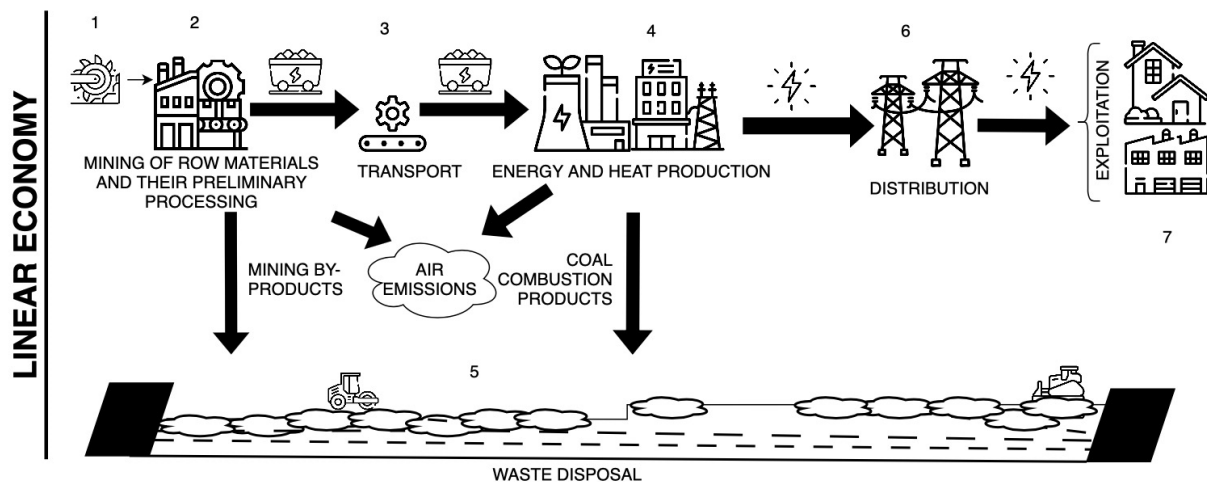 LINEAR ECONOMY
1
2
3
4
6
MINING OF ROW MATERIALS
AND THEIR PRELIMINARY
PROCESSING
TRANSPORT
ENERGY AND HEAT PRODUCTION
DISTRIBUTION
EXPLOITATION
7
MINING BY-
PRODUCTS
AIR
EMISSIONS
COAL
COMBUSTION
PRODUCTS
5
WASTE DISPOSAL